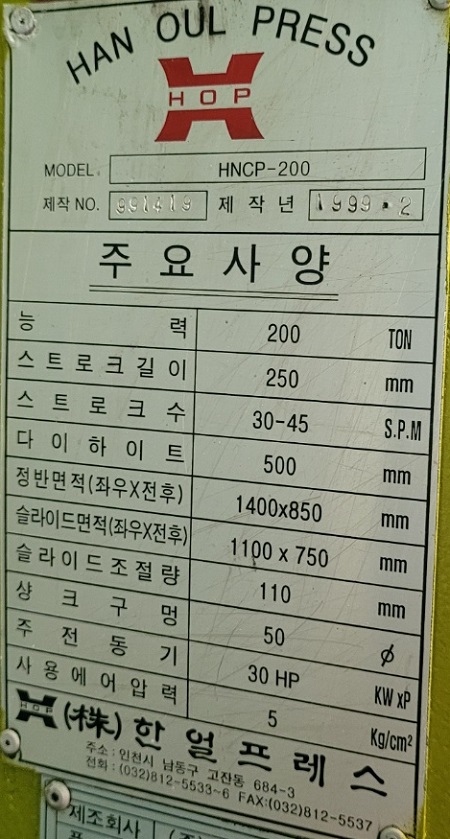 HAN OUL PRESS
HOP
MODEL. HNCP-200
제작 NO. 991419 제 작 년 1999 · 2
주 요 사 양
능 력 200 TON
스트로크길이 250 mm
스 트 로 크 수 30-45 S.P.M
다 이 하 이 트 500 mm
정반면적(좌우X전후) 1400x850 mm
슬라이드면적(좌우X전후) 1100 x 750 mm
슬라이드조절량 110 mm
생 크 구 멍 50 ϕ
주 전 동 기 30 HP KW xP
사용에어압력 5 Kg/cm²
HOP (株) 한 얼 프 레 스
주소 : 인천시 남동구 고잔동 684-3
전화 : (032)812-5533~6 FAX:(032)812-5537
제조회사